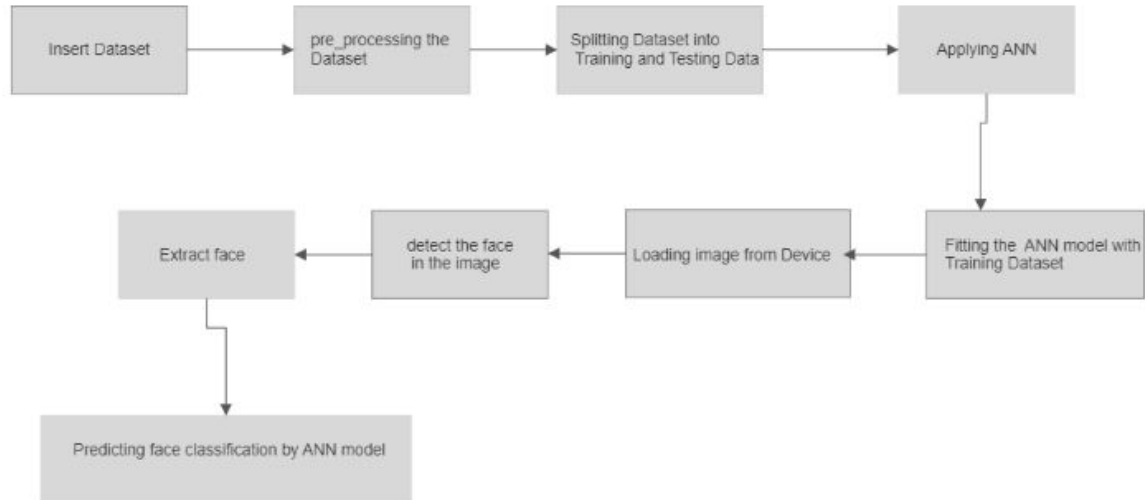 Insert Dataset
pre_processing the
Dataset
Splitting Dataset into
Training and Testing Data
Applying ANN
Fitting the ANN model with
Training Dataset
Loading image from Device
detect the face
in the image
Extract face
Predicting face classification by ANN model